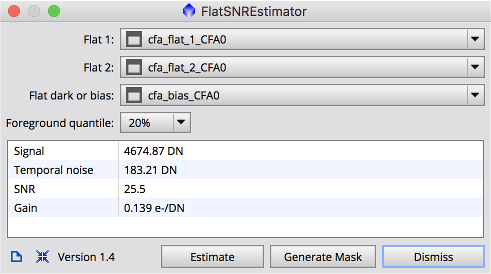 FlatSNREstimator
Flat 1: cfa_flat_1_CFA0
Flat 2: cfa_flat_2_CFA0
Flat dark or bias: cfa_bias_CFA0
Foreground quantile: 20%
Signal 4674.87 DN
Temporal noise 183.21 DN
SNR 25.5
Gain 0.139 e-/DN
Version 1.4 Estimate Generate Mask Dismiss